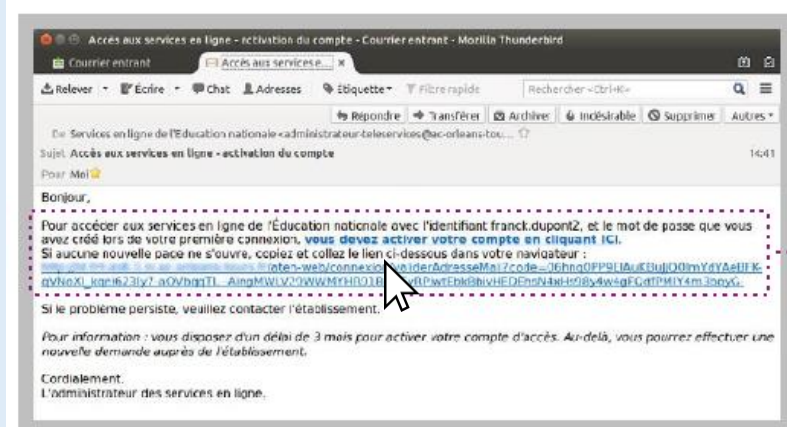 Accès aux services en ligne - activation du compte - Courrier entrant - Mozilla Thunderbird
Courrier entrant Accès aux services e...
Relever Écrire Chat Adresses Étiquette Filtre rapide Rechercher <Ctrl+K>
Répondre Transférer Archiver Indésirable Supprimer Autres
De Services en ligne de l'Education nationale <administrateur-teleservices@ac-orleans-tou...
Sujet Accès aux services en ligne - activation du compte 14:41
Pour Moi
Bonjour,
Pour accéder aux services en ligne de l'Éducation nationale avec l'identifiant franck.dupont2, et le mot de passe que vous
avez créé lors de votre première connexion, vous devez activer votre compte en cliquant ICI.
Si aucune nouvelle page ne s'ouvre, copiez et collez le lien ci-dessous dans votre navigateur :
Si le problème persiste, veuillez contacter l'établissement.
Pour information : vous disposez d'un délai de 3 mois pour activer votre compte d'accès. Au-delà, vous pourrez effectuer une
nouvelle demande auprès de l'établissement.
Cordialement.
L'administrateur des services en ligne.